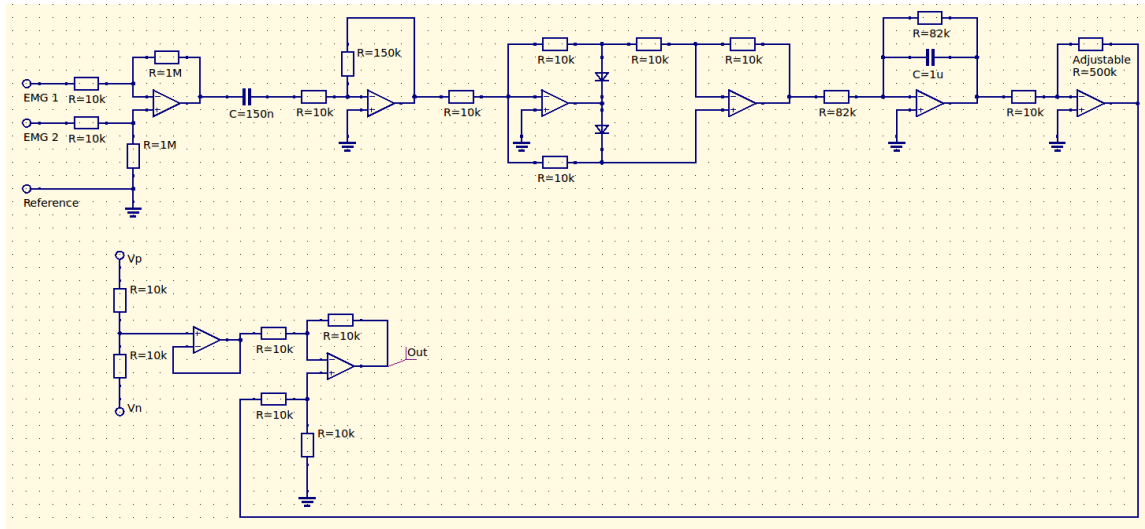 R=1M
EMG 1
R=10k
EMG 2
R=10k
R=1M
Reference
C=150n
R=10k
R=150k
R=10k
R=10k
R=10k
R=10k
R=10k
R=82k
R=82k
C=1u
R=10k
Adjustable
R=500k
Vp
R=10k
R=10k
Vn
R=10k
R=10k
Out
R=10k
R=10k